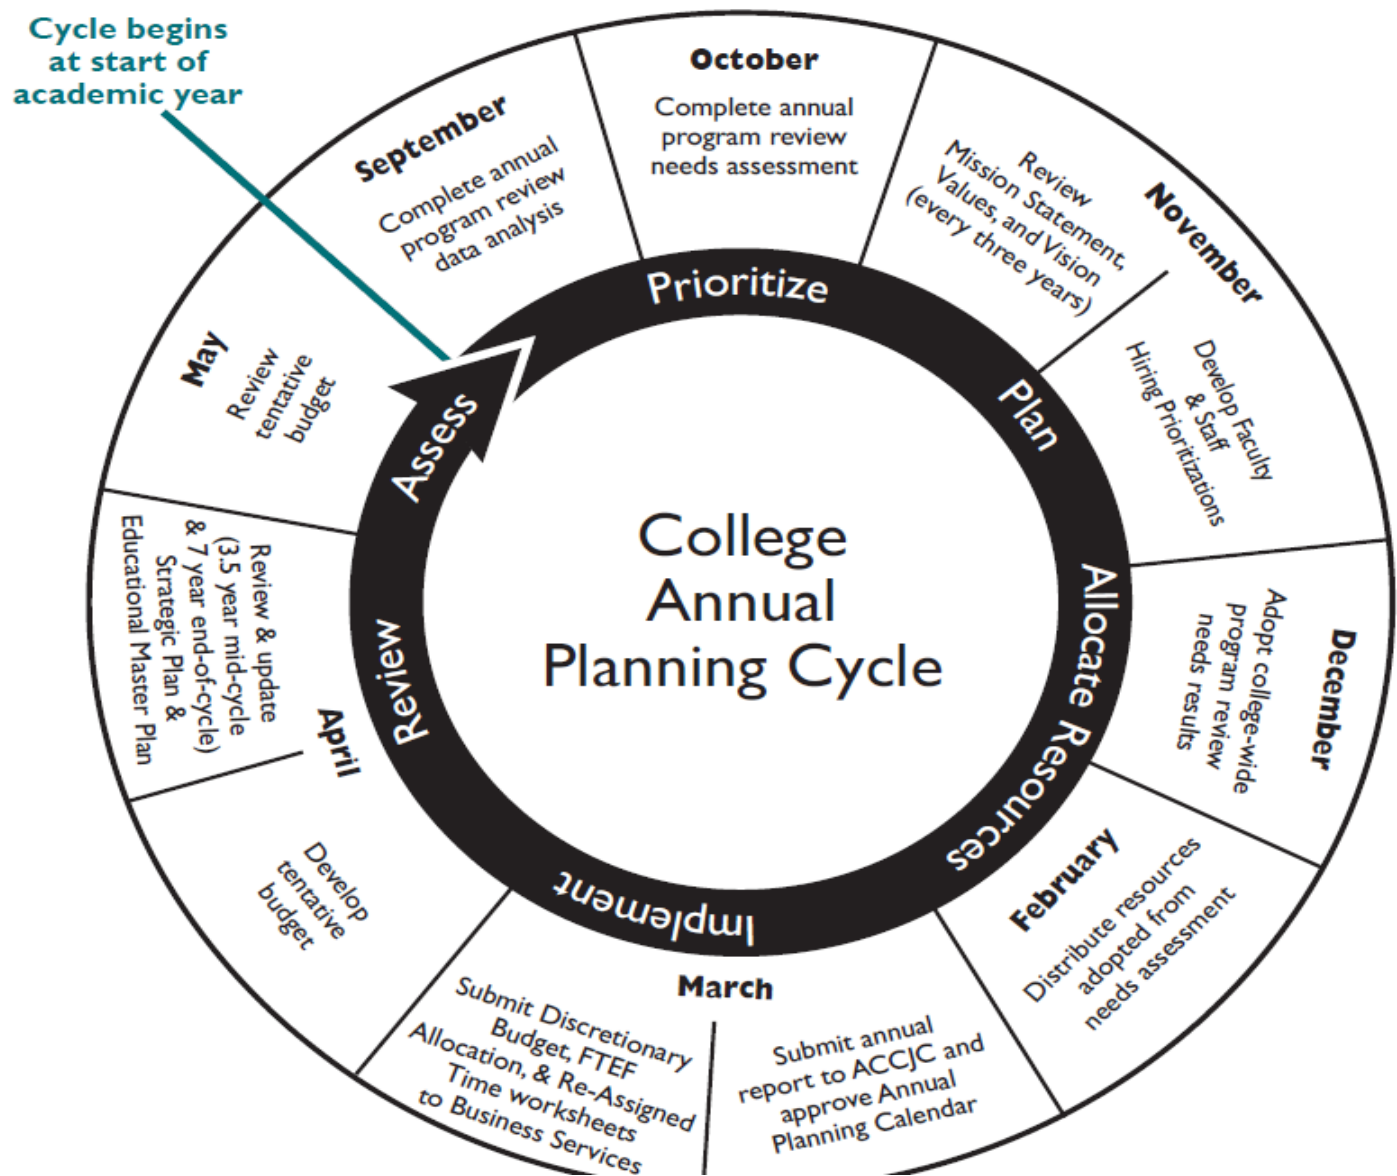 Cycle begins
at start of
academic year
September
Complete annual
program review
data analysis
October
Complete annual
program review
needs assessment
November
Review
Mission Statement,
Values, and Vision
(every three years)
Develop Faculty
& Staff
Hiring Prioritizations
December
Adopt college-wide
program review
needs results
February
Distribute resources
adopted from
needs assessment
March
Submit annual
report to ACCJC and
approve Annual
Planning Calendar
Submit Discretionary
Budget, FTEF
Allocation, & Re-Assigned
Time worksheets
to Business Services
April
Develop
tentative
budget
Review & update
(3.5 year mid-cycle
& 7 year end-of-cycle)
Strategic Plan &
Educational Master Plan
May
Review
tentative
budget
Assess
Prioritize
Plan
Allocate Resources
Implement
Review
College
Annual
Planning Cycle